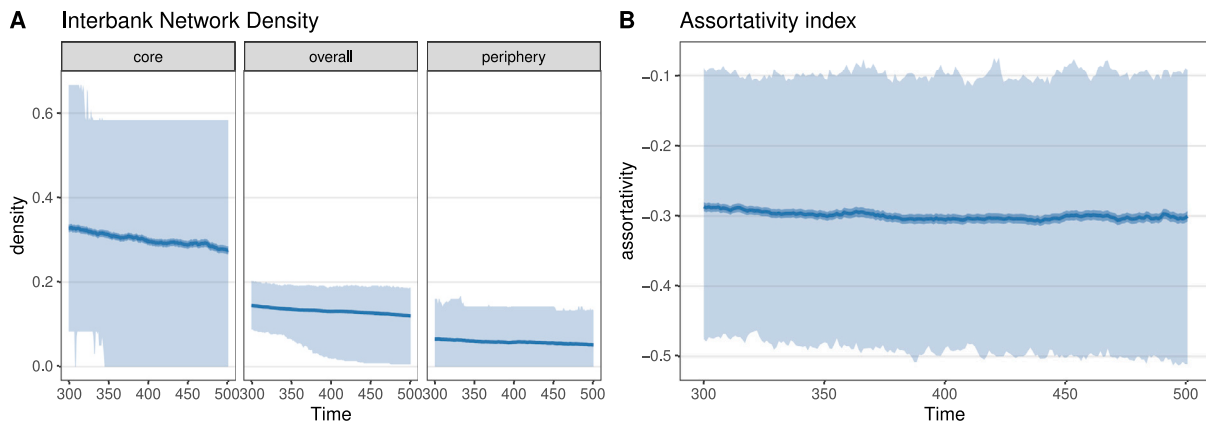 A Interbank Network Density
core overall periphery
density
0.6
0.4
0.2
0.0
300 350 400 450 500 300 350 400 450 500 300 350 400 450 500
Time
B Assortativity index
assortativity
−0.1
−0.2
−0.3
−0.4
−0.5
300 350 400 450 500
Time